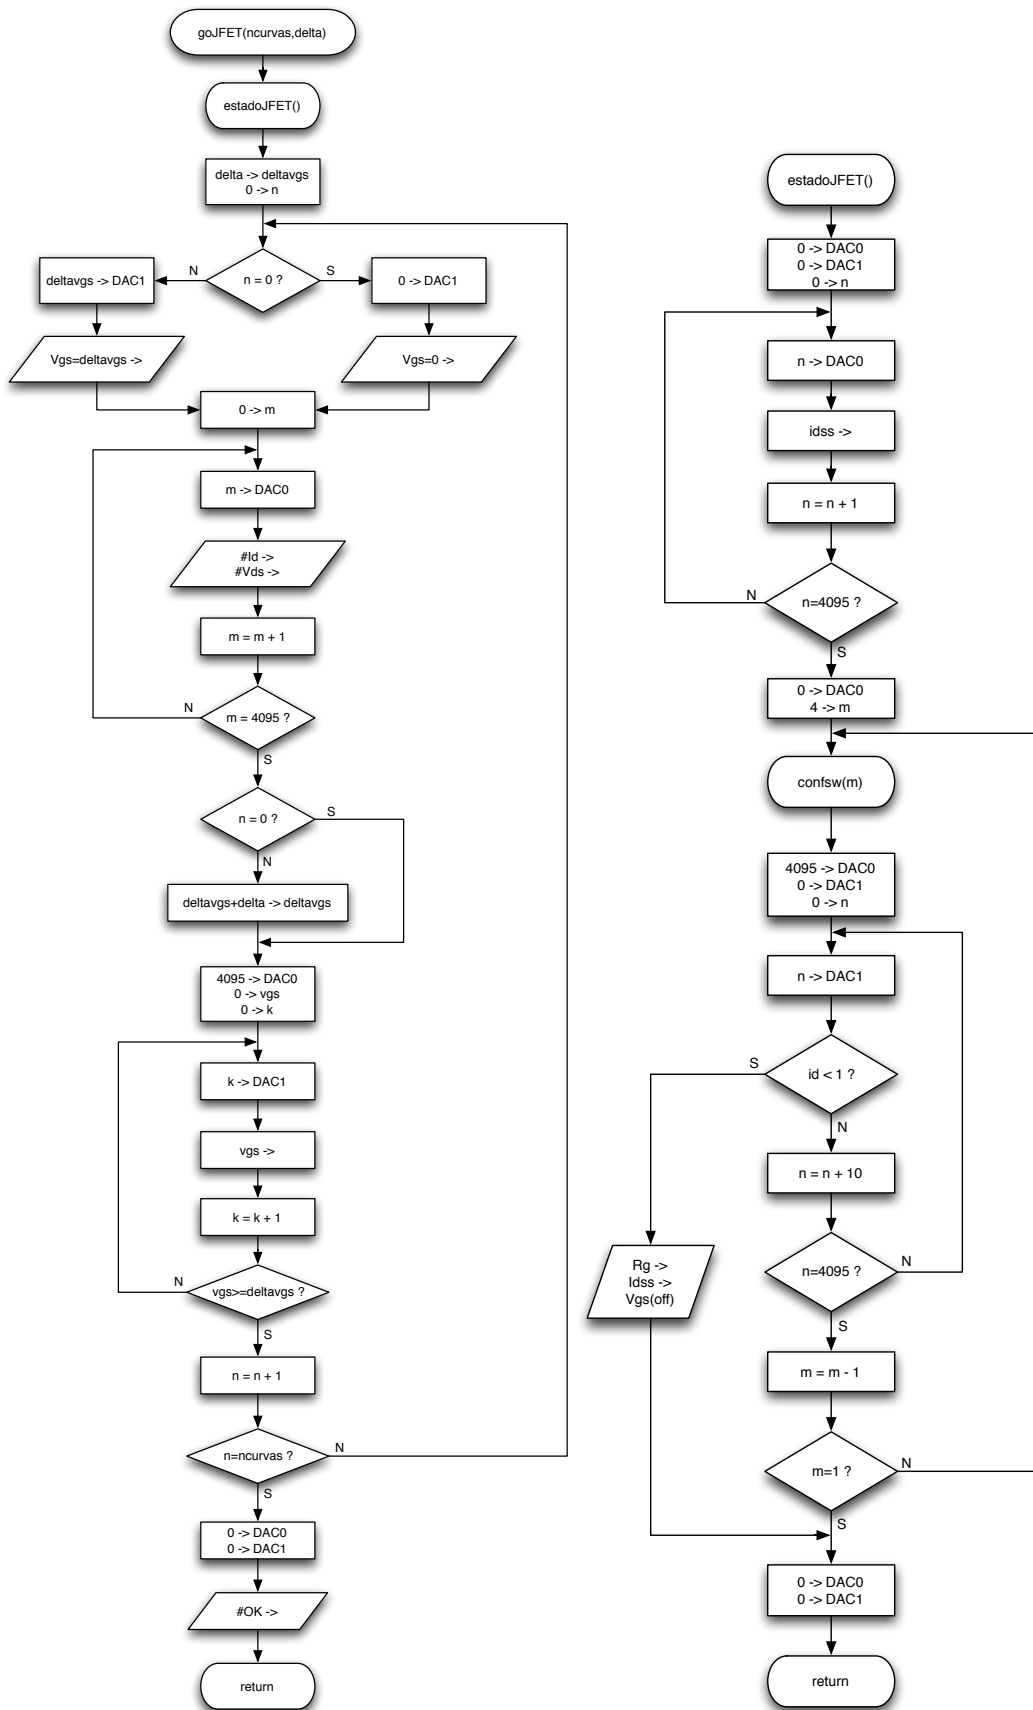 goJFET(ncurvas,delta)
estadoJFET()
delta -> deltavgs
0 -> n
n = 0 ?
N
S
deltavgs -> DAC1
0 -> DAC1
Vgs=deltavgs ->
Vgs=0 ->
0 -> m
m -> DAC0
#Id ->
#Vds ->
m = m + 1
m = 4095 ?
N
S
n = 0 ?
S
N
deltavgs+delta -> deltavgs
4095 -> DAC0
0 -> vgs
0 -> k
k -> DAC1
vgs ->
k = k + 1
vgs>=deltavgs ?
N
S
n = n + 1
n=ncurvas ?
N
S
0 -> DAC0
0 -> DAC1
#OK ->
return
estadoJFET()
0 -> DAC0
0 -> DAC1
0 -> n
n -> DAC0
idss ->
n = n + 1
n=4095 ?
N
S
0 -> DAC0
4 -> m
confsw(m)
4095 -> DAC0
0 -> DAC1
0 -> n
n -> DAC1
id < 1 ?
S
N
n = n + 10
Rg ->
Idss ->
Vgs(off)
n=4095 ?
N
S
m = m - 1
m=1 ?
N
S
0 -> DAC0
0 -> DAC1
return